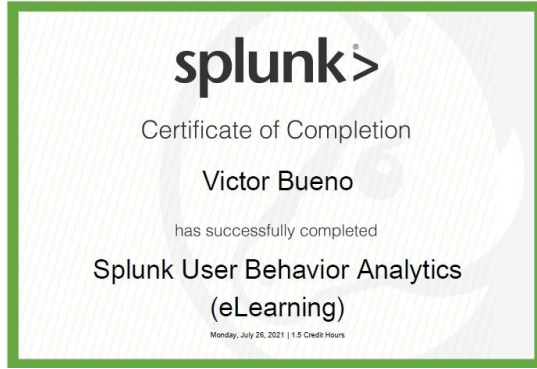 splunk>
Certificate of Completion
Victor Bueno
has successfully completed
Splunk User Behavior Analytics
(eLearning)
Monday, July 26, 2021 | 1.5 Credit Hours